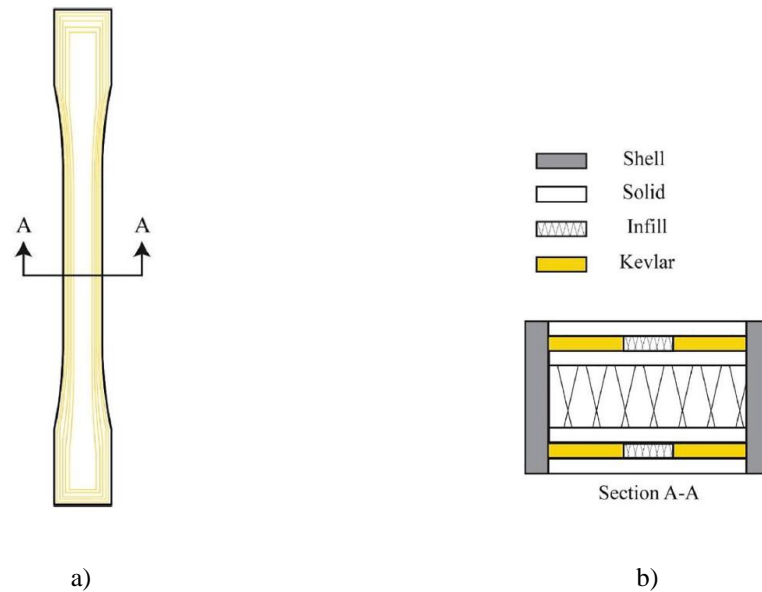 A A
Shell
Solid
Infill
Kevlar
Section A-A
a) b)